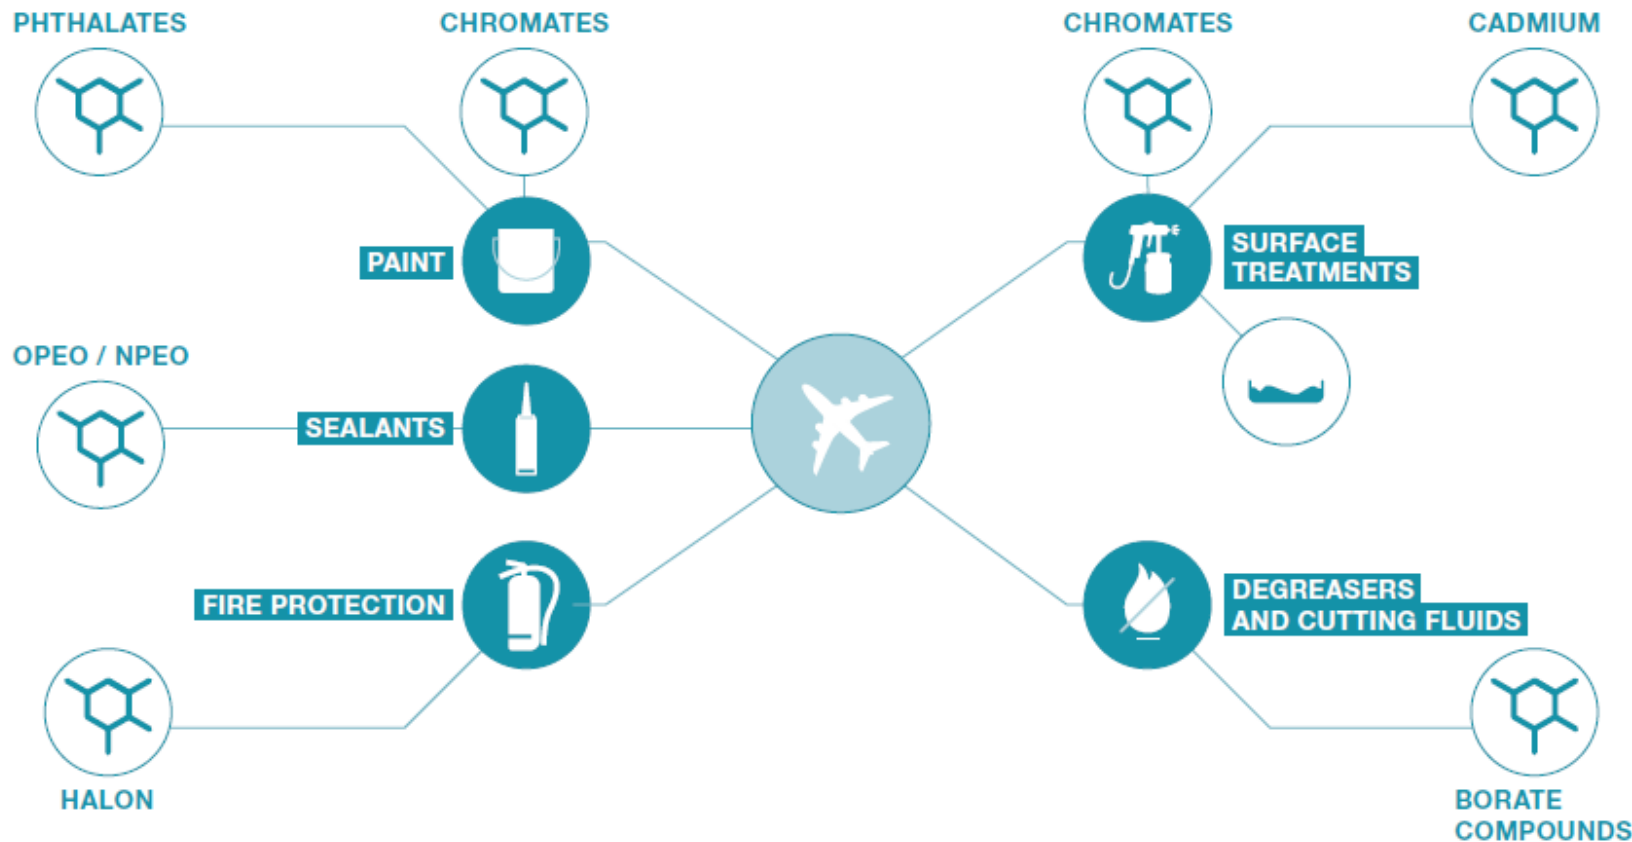 PHTHALATES
CHROMATES
CHROMATES
CADMIUM
PAINT
SURFACE
TREATMENTS
OPEO / NPEO
SEALANTS
FIRE PROTECTION
DEGREASERS
AND CUTTING FLUIDS
HALON
BORATE
COMPOUNDS